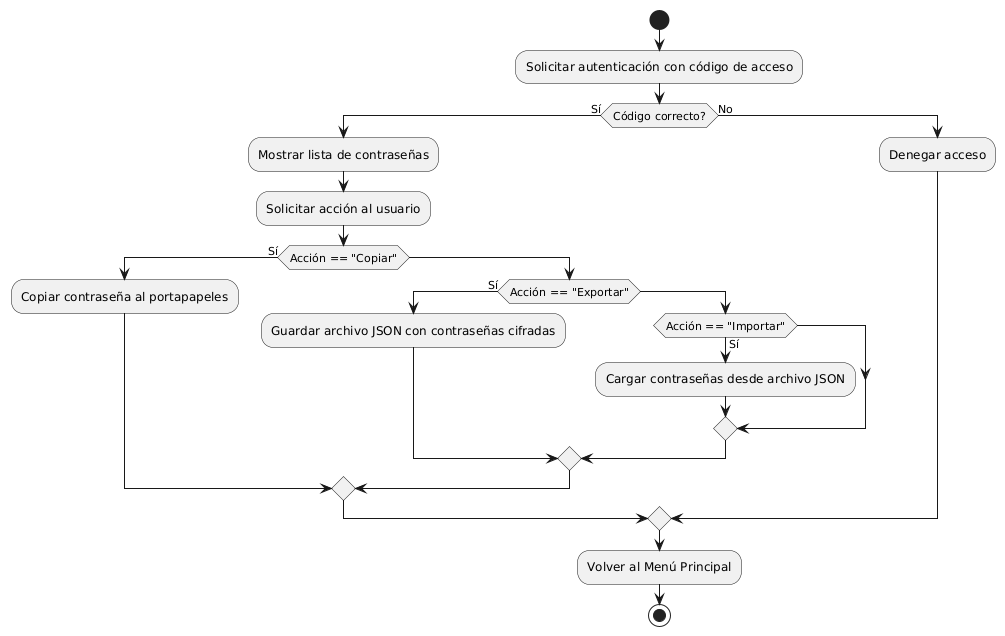 Solicitar autenticación con código de acceso
Sí
Código correcto?
No
Mostrar lista de contraseñas
Denegar acceso
Solicitar acción al usuario
Sí
Acción == "Copiar"
Copiar contraseña al portapapeles
Sí
Acción == "Exportar"
Guardar archivo JSON con contraseñas cifradas
Acción == "Importar"
Sí
Cargar contraseñas desde archivo JSON
Volver al Menú Principal